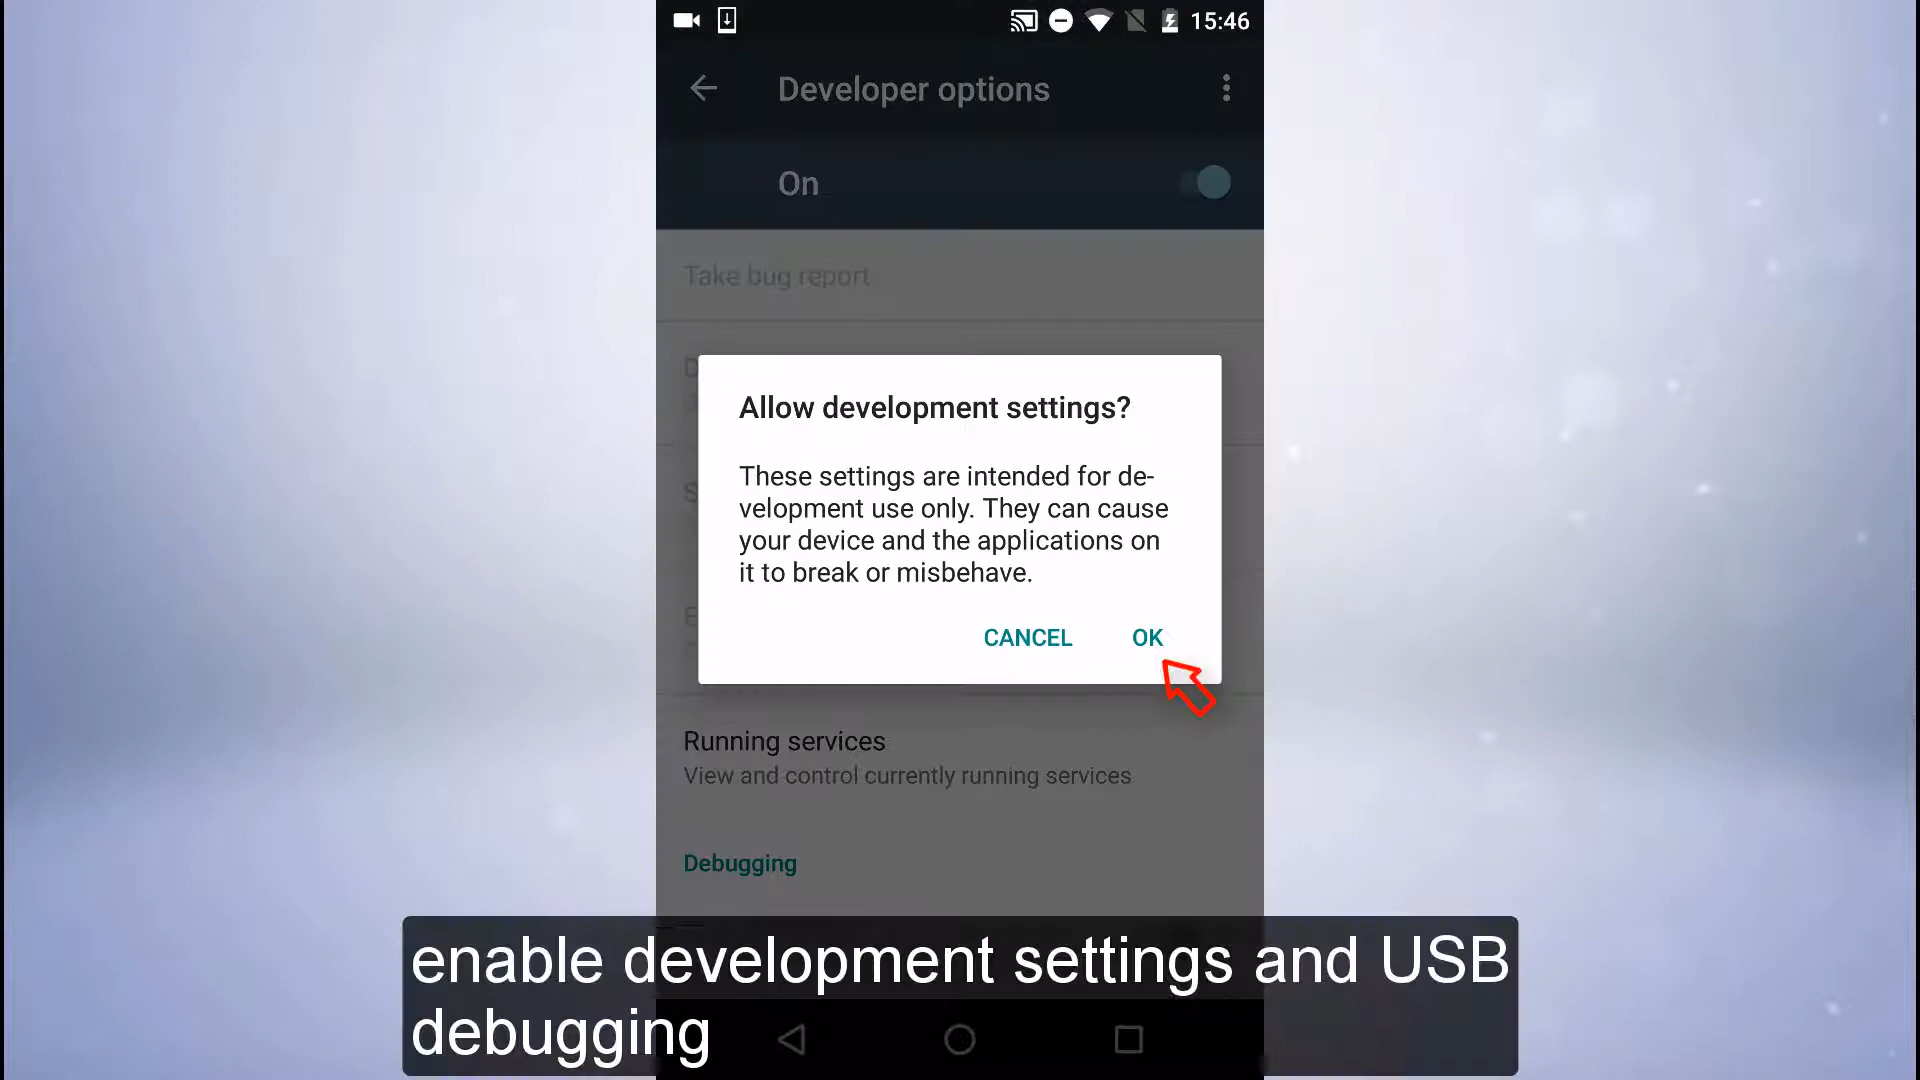 15:46
Developer options
On
Take bug report
Allow development settings?
These settings are intended for de-
velopment use only. They can cause
your device and the applications on
it to break or misbehave.
CANCEL OK
Running services
View and control currently running services
Debugging
enable development settings and USB
debugging